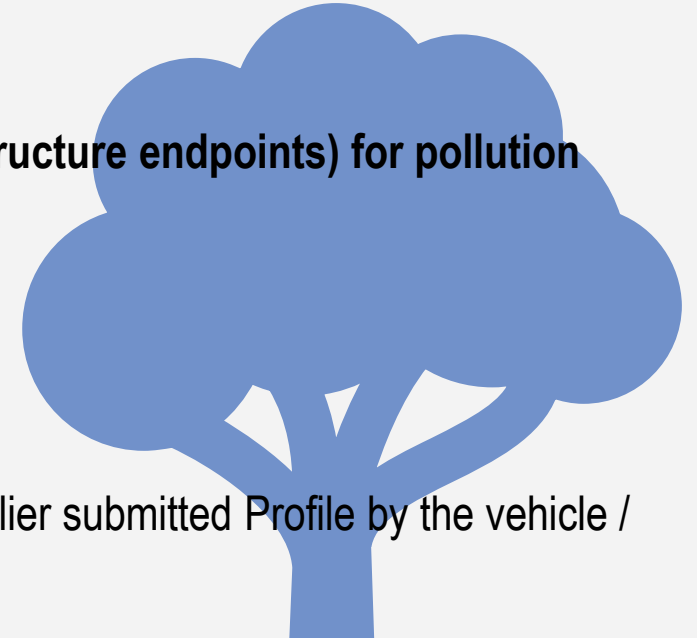 ructure endpoints) for pollution
lier submitted Profile by the vehicle /